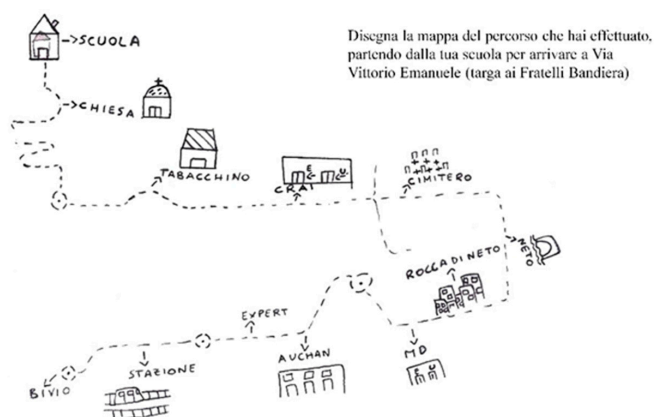 SCUOLA
Disegna la mappa del percorso che hai effettuato,
partendo dalla tua scuola per arrivare a Via
Vittorio Emanuele (targa ai Fratelli Bandiera)
CHIESA
TABACCHINO
CRAI
CIMITERO
NETO
ROCCA DI NETO
EXPERT
AUCHAN
MD
STAZIONE
BIVIO